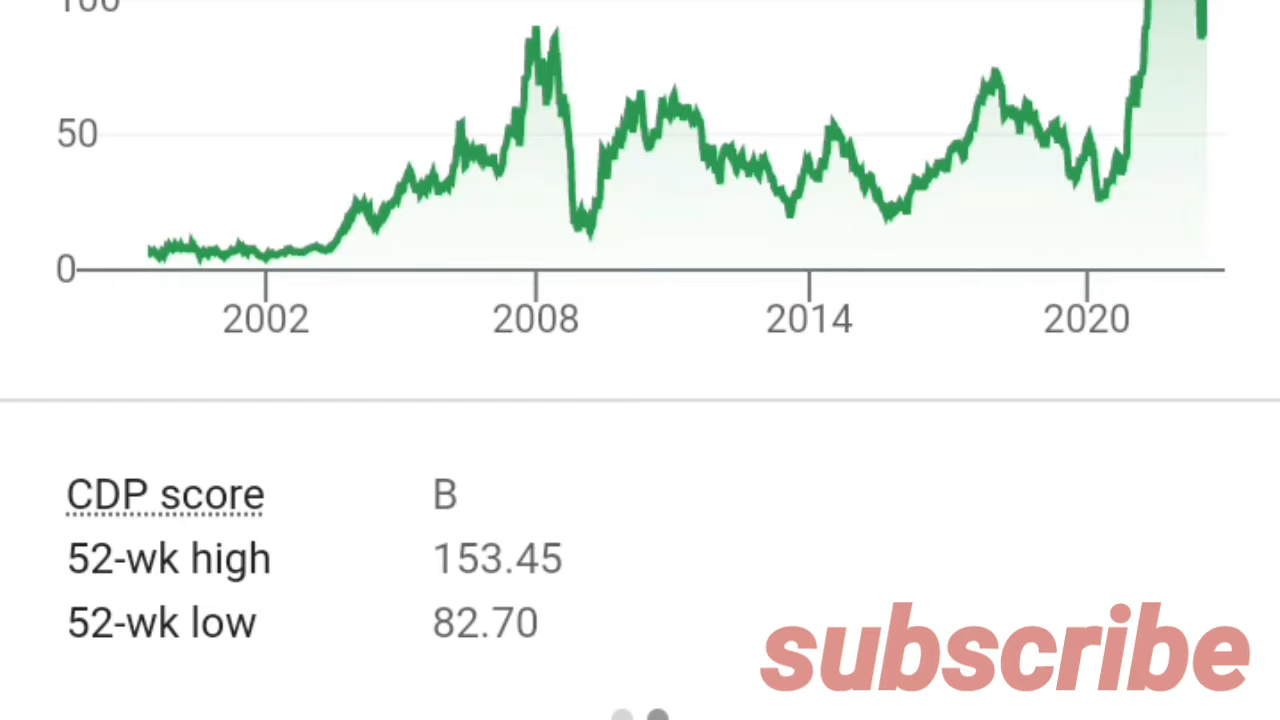 100
50
0
2002 2008 2014 2020
CDP score B
52-wk high 153.45
52-wk low 82.70
subscribe